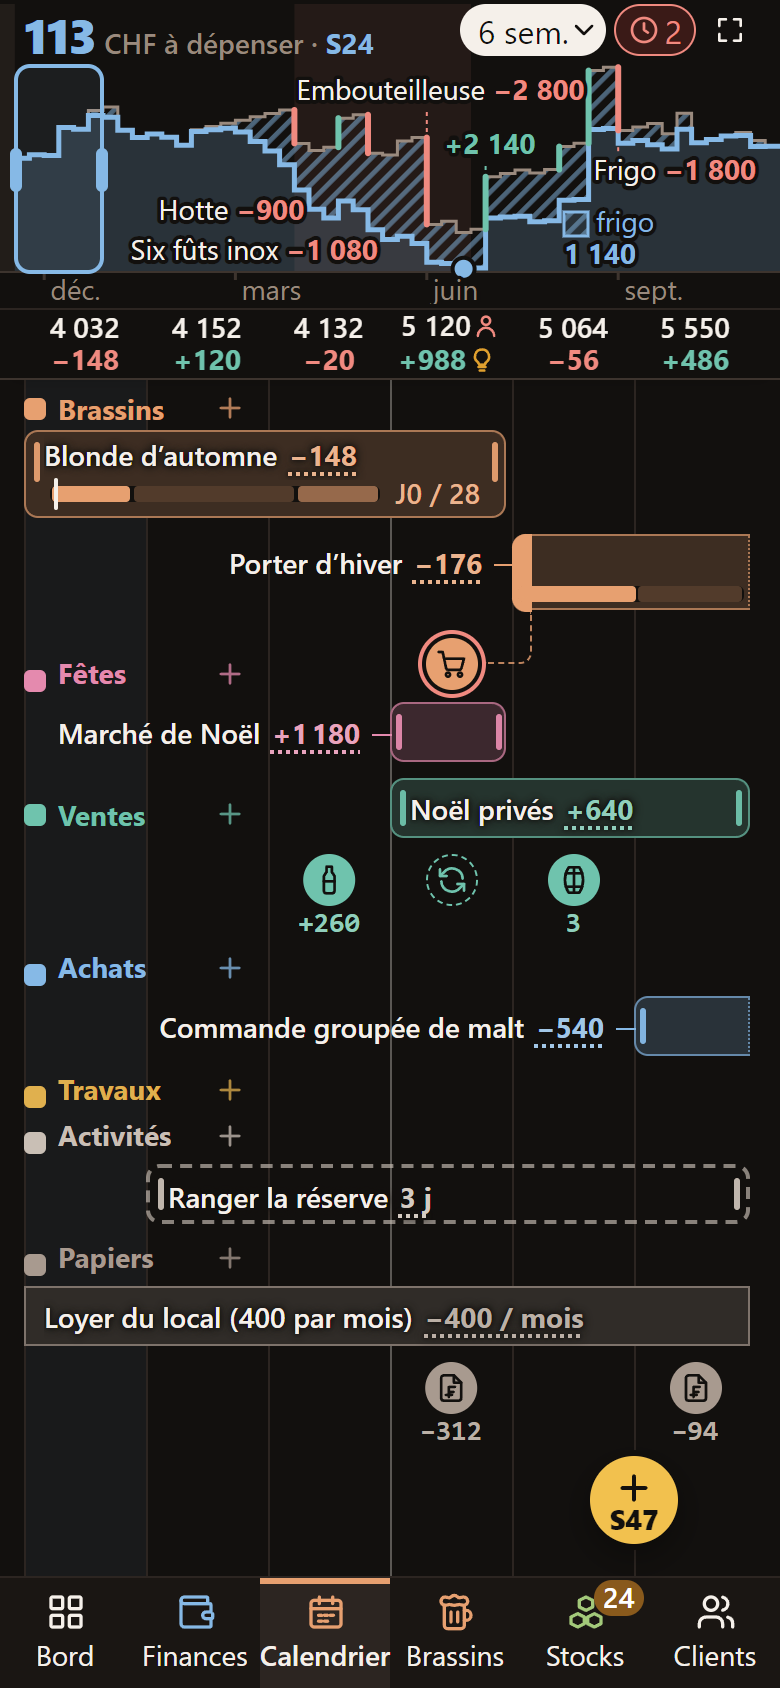 113 CHF à dépenser · S24
6 sem.
2
Embouteilleuse −2 800
+2 140
Frigo −1 800
Hotte −900
frigo
Six fûts inox −1 080
1 140
déc. mars juin sept.
4 032 4 152 4 132 5 120 5 064 5 550
−148 +120 −20 +988 −56 +486
Brassins +
Blonde d’automne −148
J0 / 28
Porter d’hiver −176
Fêtes +
Marché de Noël +1 180
Noël privés +640
Ventes +
+260 3
Achats +
Commande groupée de malt −540
Travaux +
Activités +
Ranger la réserve 3 j
Papiers +
Loyer du local (400 par mois) −400 / mois
−312 −94
+
S47
24
Bord Finances Calendrier Brassins Stocks Clients